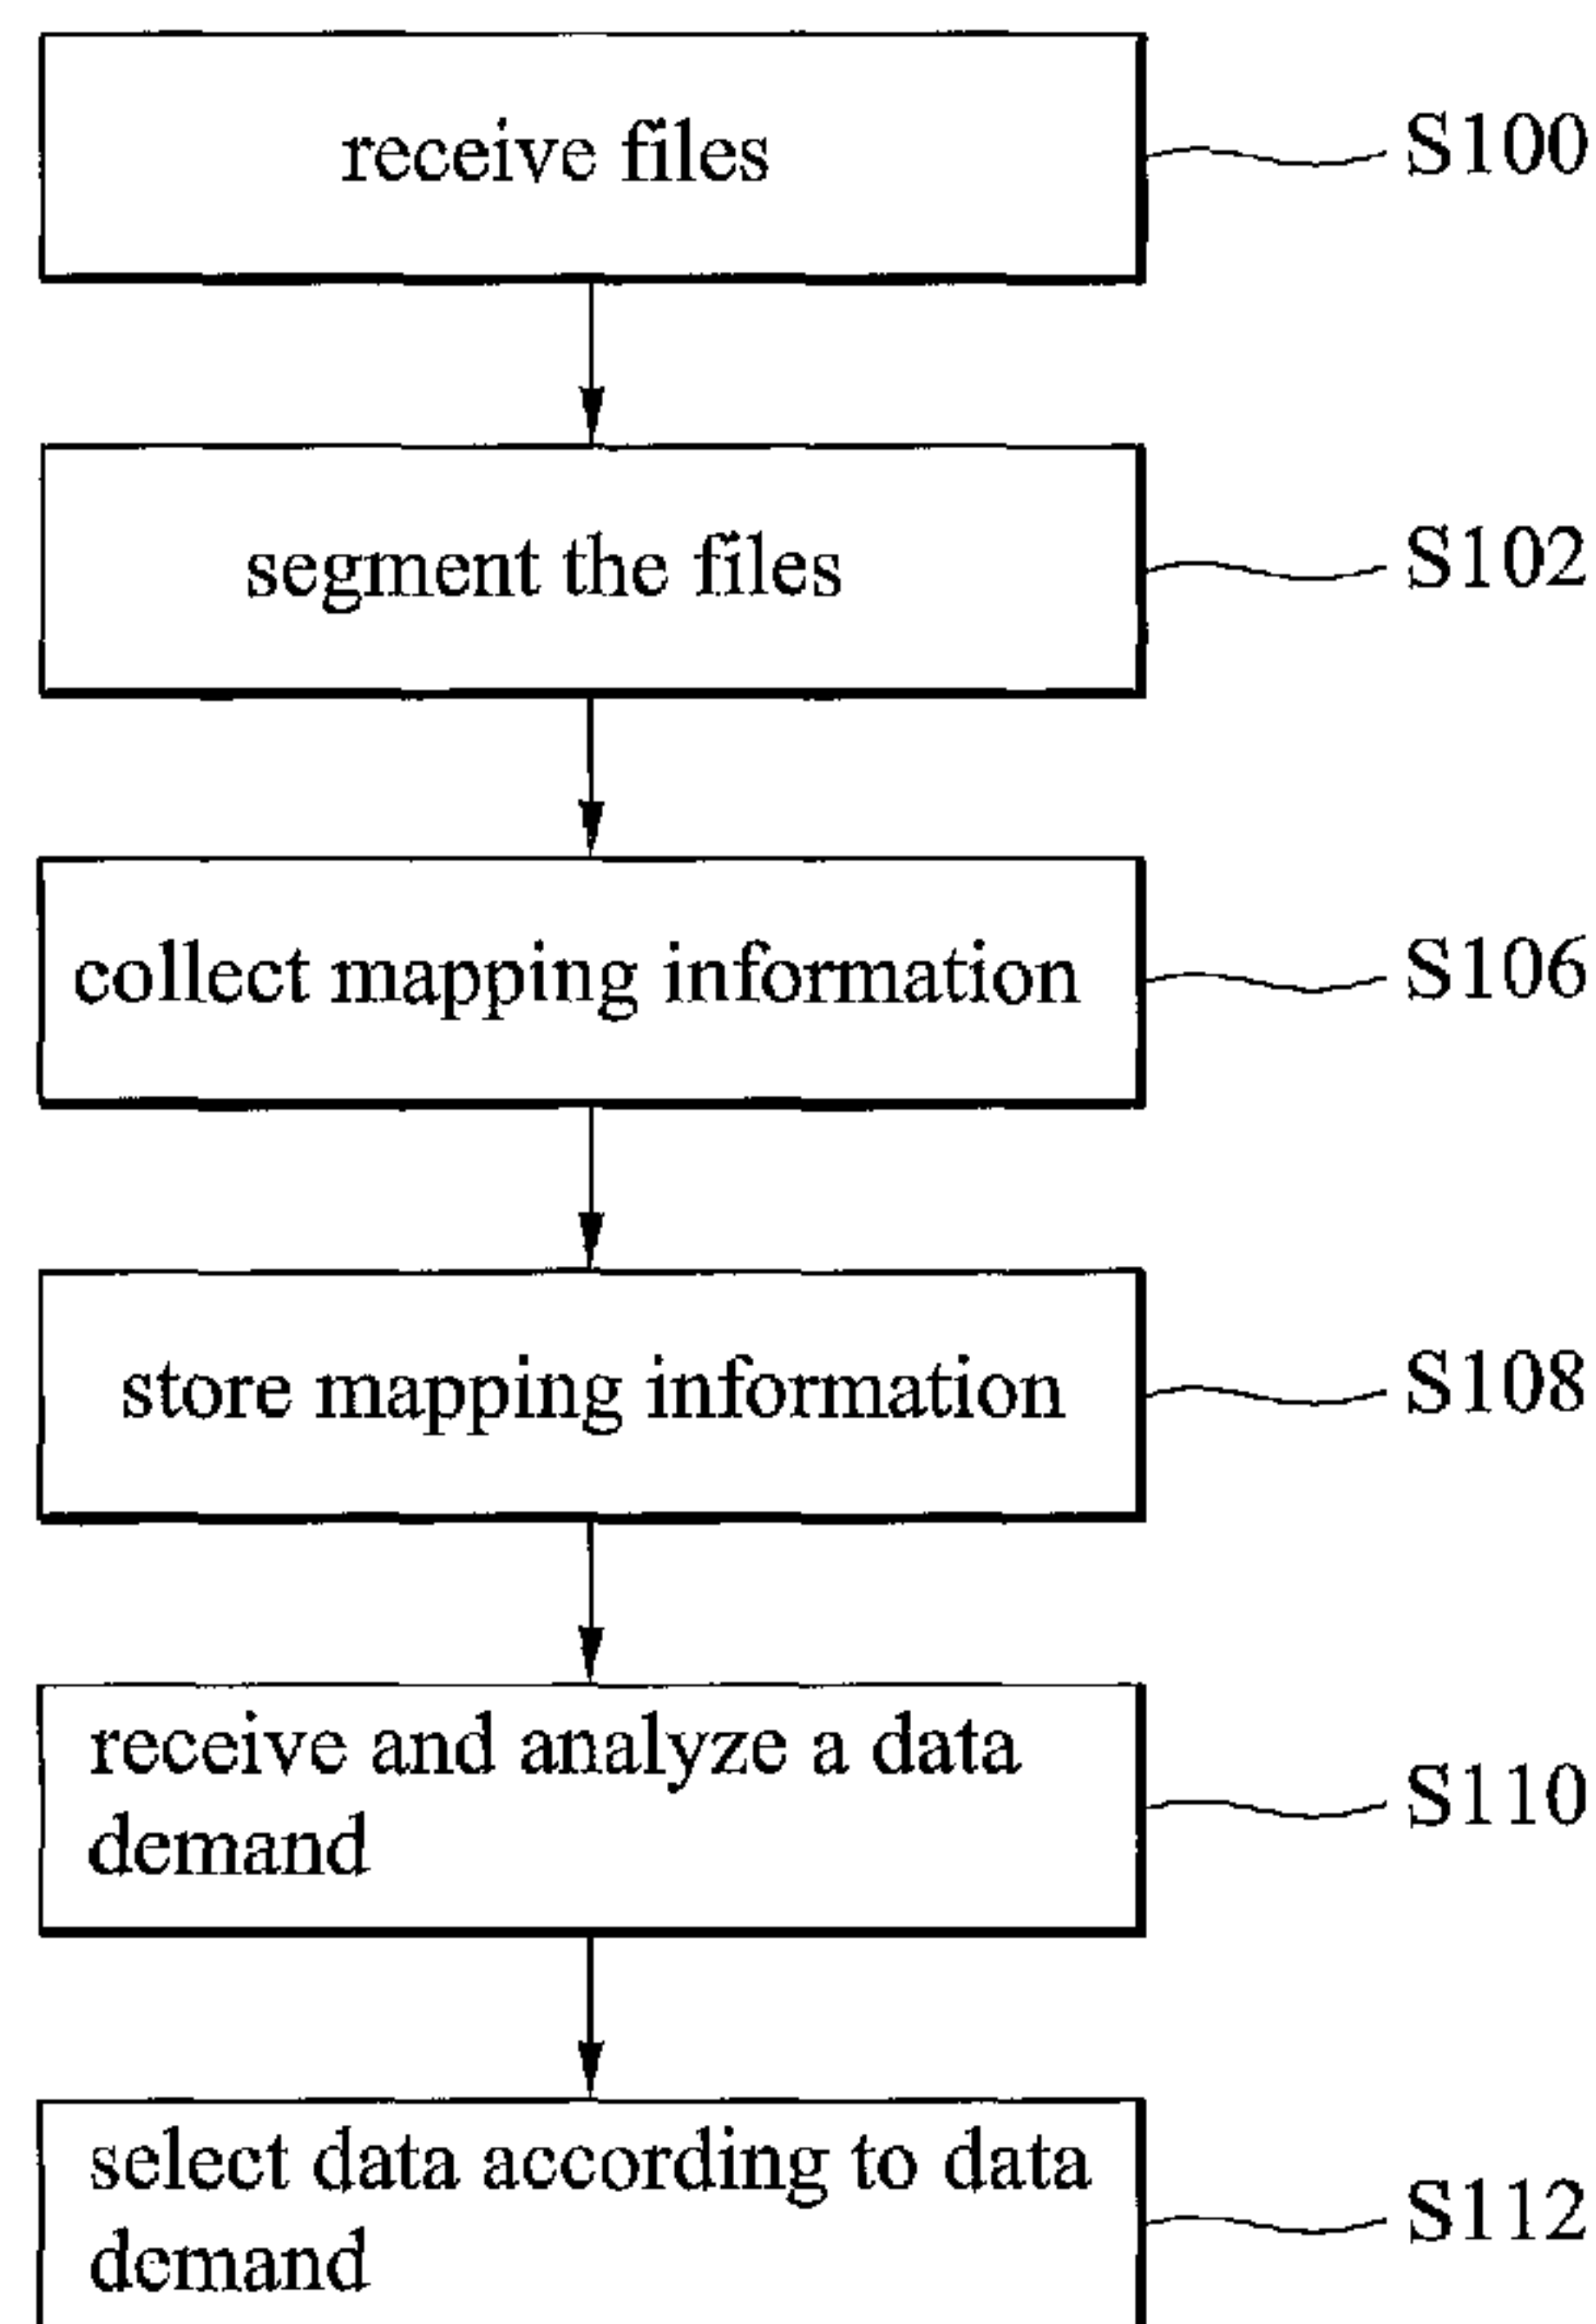 receive files
S100
segment the files
S102
collect mapping information
S106
store mapping information
S108
receive and analyze a data
demand
S110
select data according to data
demand
S112